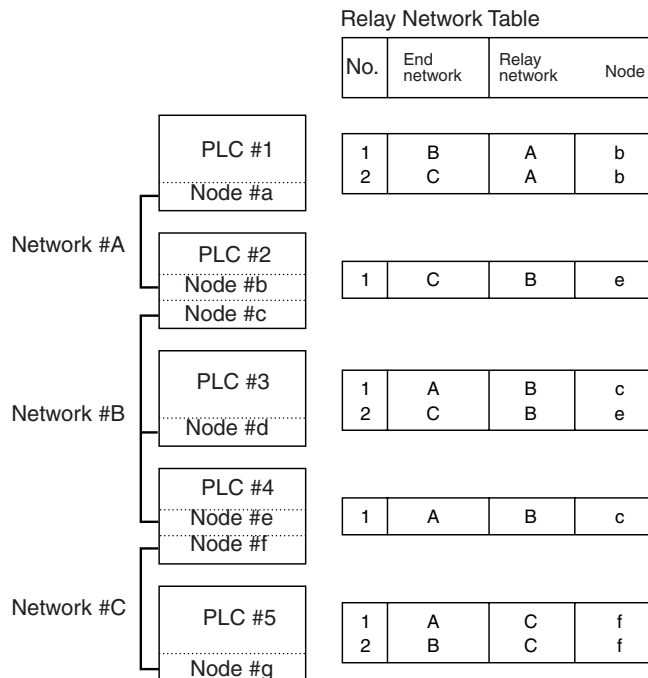 Relay Network Table
No. End network Relay network Node
PLC #1
Node #a
1 B A b
2 C A b
Network #A
PLC #2
Node #b
Node #c
1 C B e
Network #B
PLC #3
Node #d
1 A B c
2 C B e
PLC #4
Node #e
Node #f
1 A B c
Network #C
PLC #5
Node #g
1 A C f
2 B C f